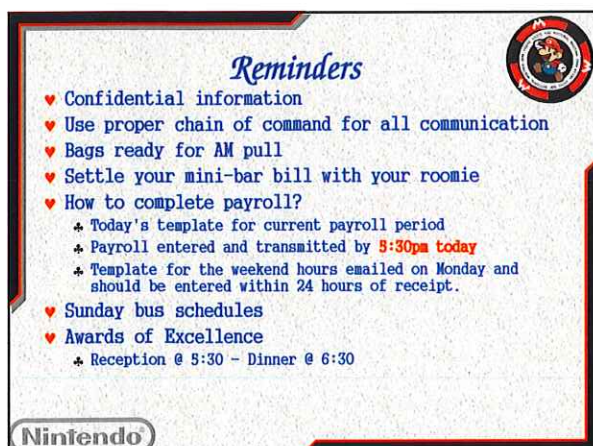 Reminders
Confidential information
Use proper chain of command for all communication
Bags ready for AM pull
Settle your mini-bar bill with your roomie
How to complete payroll?
Today's template for current payroll period
Payroll entered and transmitted by 5:30pm today
Template for the weekend hours emailed on Monday and
should be entered within 24 hours of receipt.
Sunday bus schedules
Awards of Excellence
Reception @ 5:30 - Dinner @ 6:30
Nintendo®